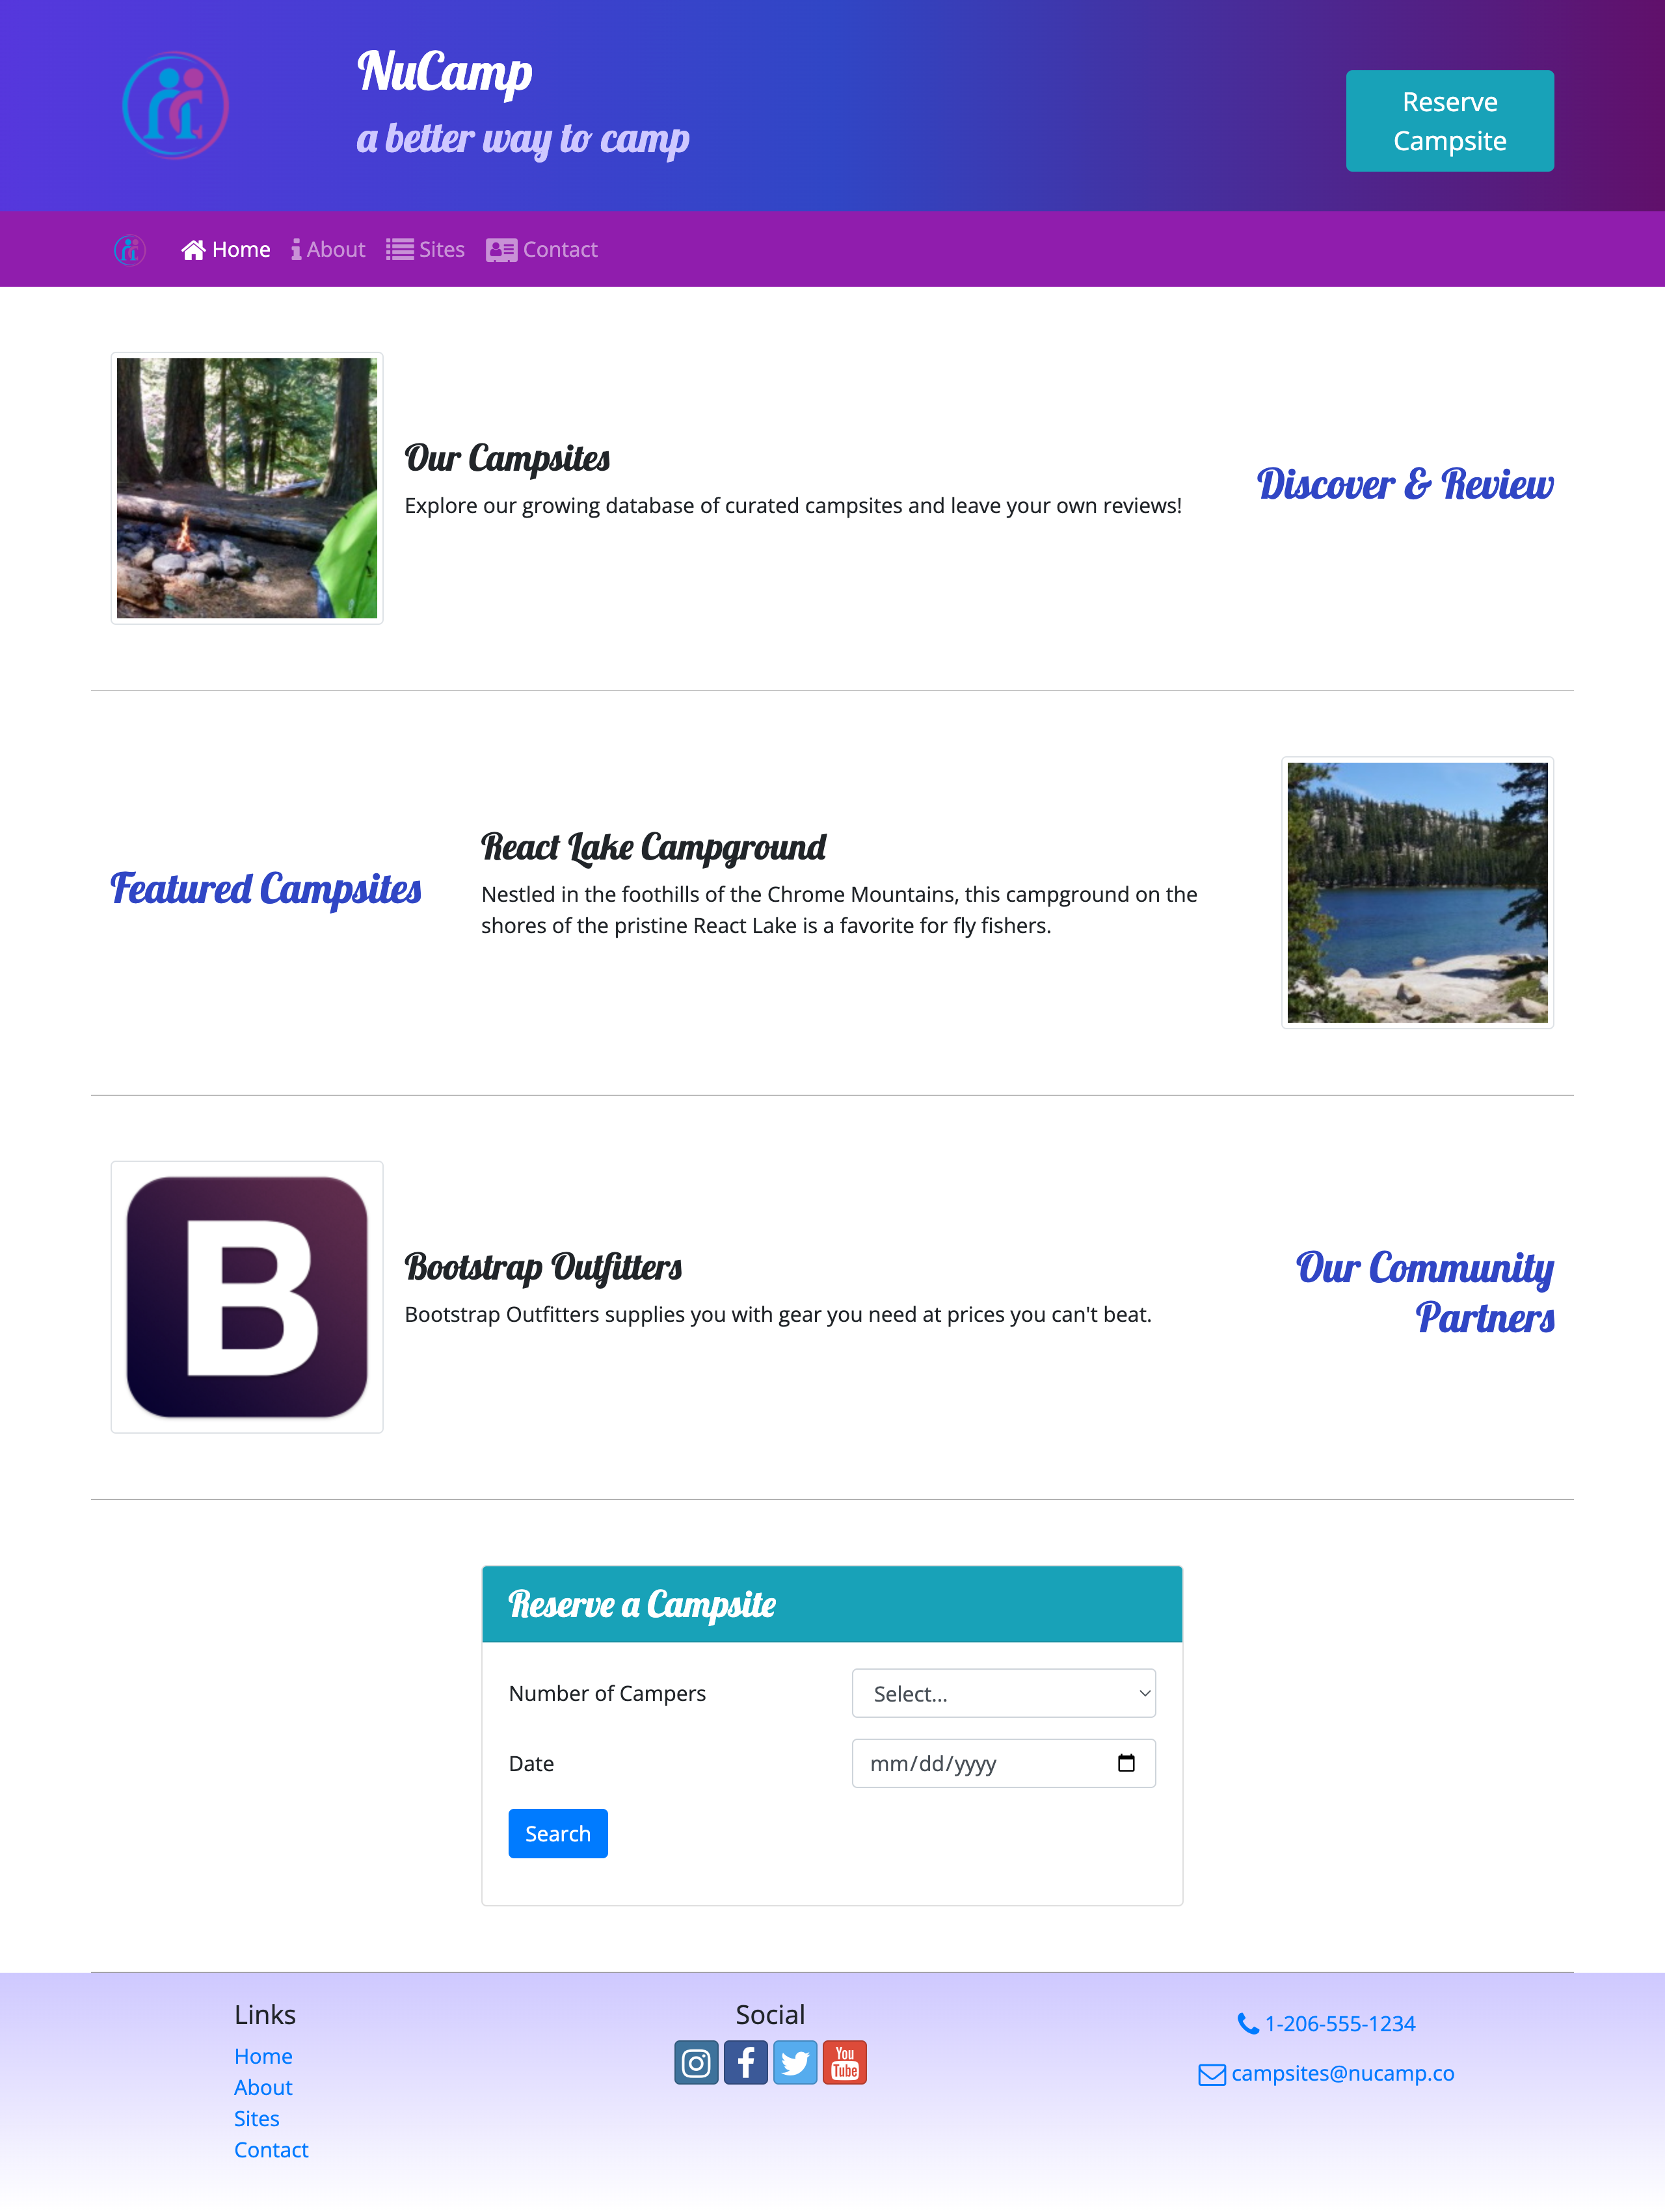 NuCamp
a better way to camp
Reserve
Campsite
Home
About
Sites
Contact
Our Campsites
Explore our growing database of curated campsites and leave your own reviews!
Discover & Review
Featured Campsites
React Lake Campground
Nestled in the foothills of the Chrome Mountains, this campground on the
shores of the pristine React Lake is a favorite for fly fishers.
B
Bootstrap Outfitters
Bootstrap Outfitters supplies you with gear you need at prices you can't beat.
Our Community
Partners
Reserve a Campsite
Number of Campers
Select...
Date
mm/dd/yyyy
Search
Links
Home
About
Sites
Contact
Social
You
Tube
1-206-555-1234
campsites@nucamp.co